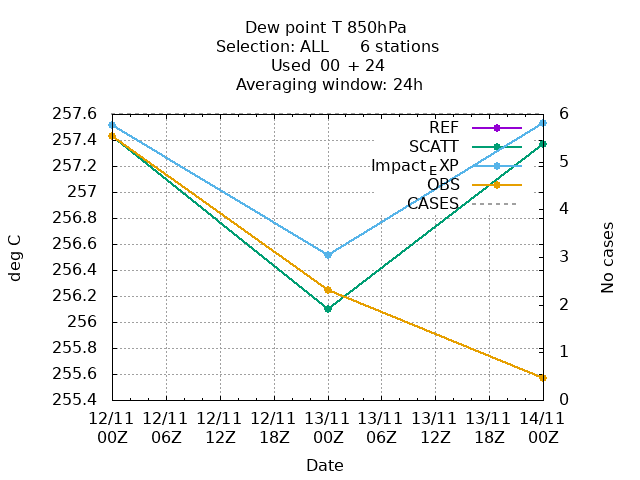 Dew point T 850hPa
Selection: ALL 6 stations
Used 00 + 24
Averaging window: 24h
257.6
257.4
257.2
257
256.8
256.6
256.4
256.2
256
255.8
255.6
255.4
deg C
6
5
4
3
2
1
0
No cases
REF
SCATT
Impact_EXP
OBS
CASES
12/11 12/11 12/11 12/11 13/11 13/11 13/11 13/11 14/11
00Z 06Z 12Z 18Z 00Z 06Z 12Z 18Z 00Z
Date